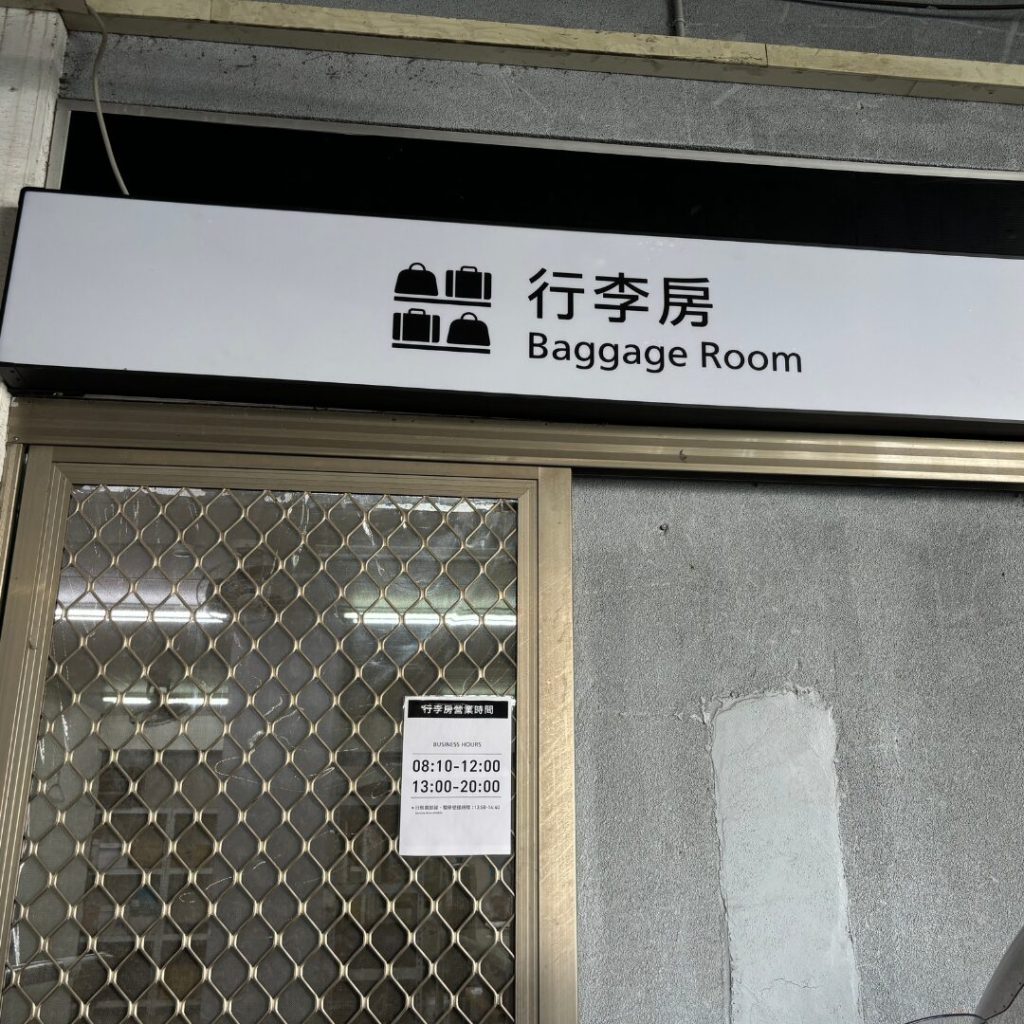 行李房
Baggage Room
行李房營業時間
BUSINESS HOURS
08:10-12:00
13:00-20:00